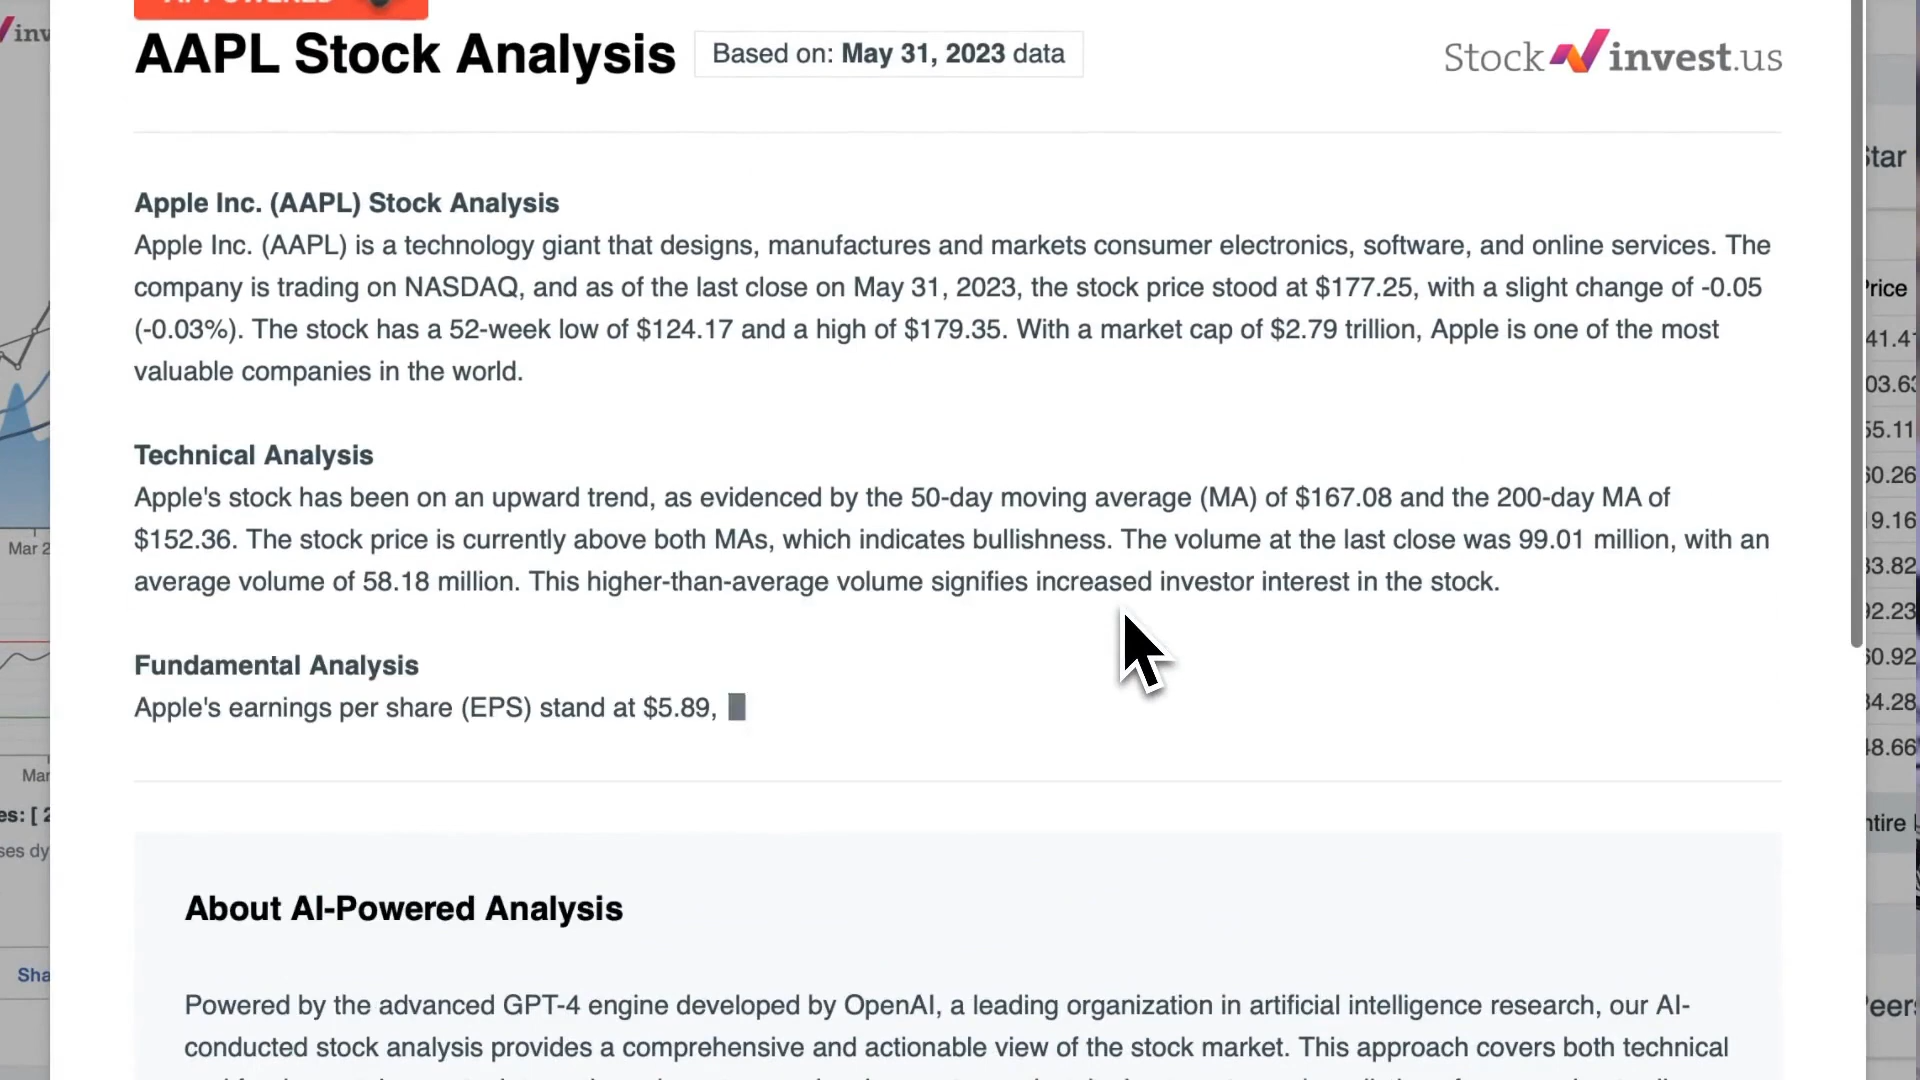 AAPL Stock Analysis
Based on: May 31, 2023 data
Stockinvest.us
Apple Inc. (AAPL) Stock Analysis
Apple Inc. (AAPL) is a technology giant that designs, manufactures and markets consumer electronics, software, and online services. The
company is trading on NASDAQ, and as of the last close on May 31, 2023, the stock price stood at $177.25, with a slight change of -0.05
(-0.03%). The stock has a 52-week low of $124.17 and a high of $179.35. With a market cap of $2.79 trillion, Apple is one of the most
valuable companies in the world.
Technical Analysis
Apple's stock has been on an upward trend, as evidenced by the 50-day moving average (MA) of $167.08 and the 200-day MA of
$152.36. The stock price is currently above both MAs, which indicates bullishness. The volume at the last close was 99.01 million, with an
average volume of 58.18 million. This higher-than-average volume signifies increased investor interest in the stock.
Fundamental Analysis
Apple's earnings per share (EPS) stand at $5.89,
About AI-Powered Analysis
Powered by the advanced GPT-4 engine developed by OpenAI, a leading organization in artificial intelligence research, our AI-
conducted stock analysis provides a comprehensive and actionable view of the stock market. This approach covers both technical